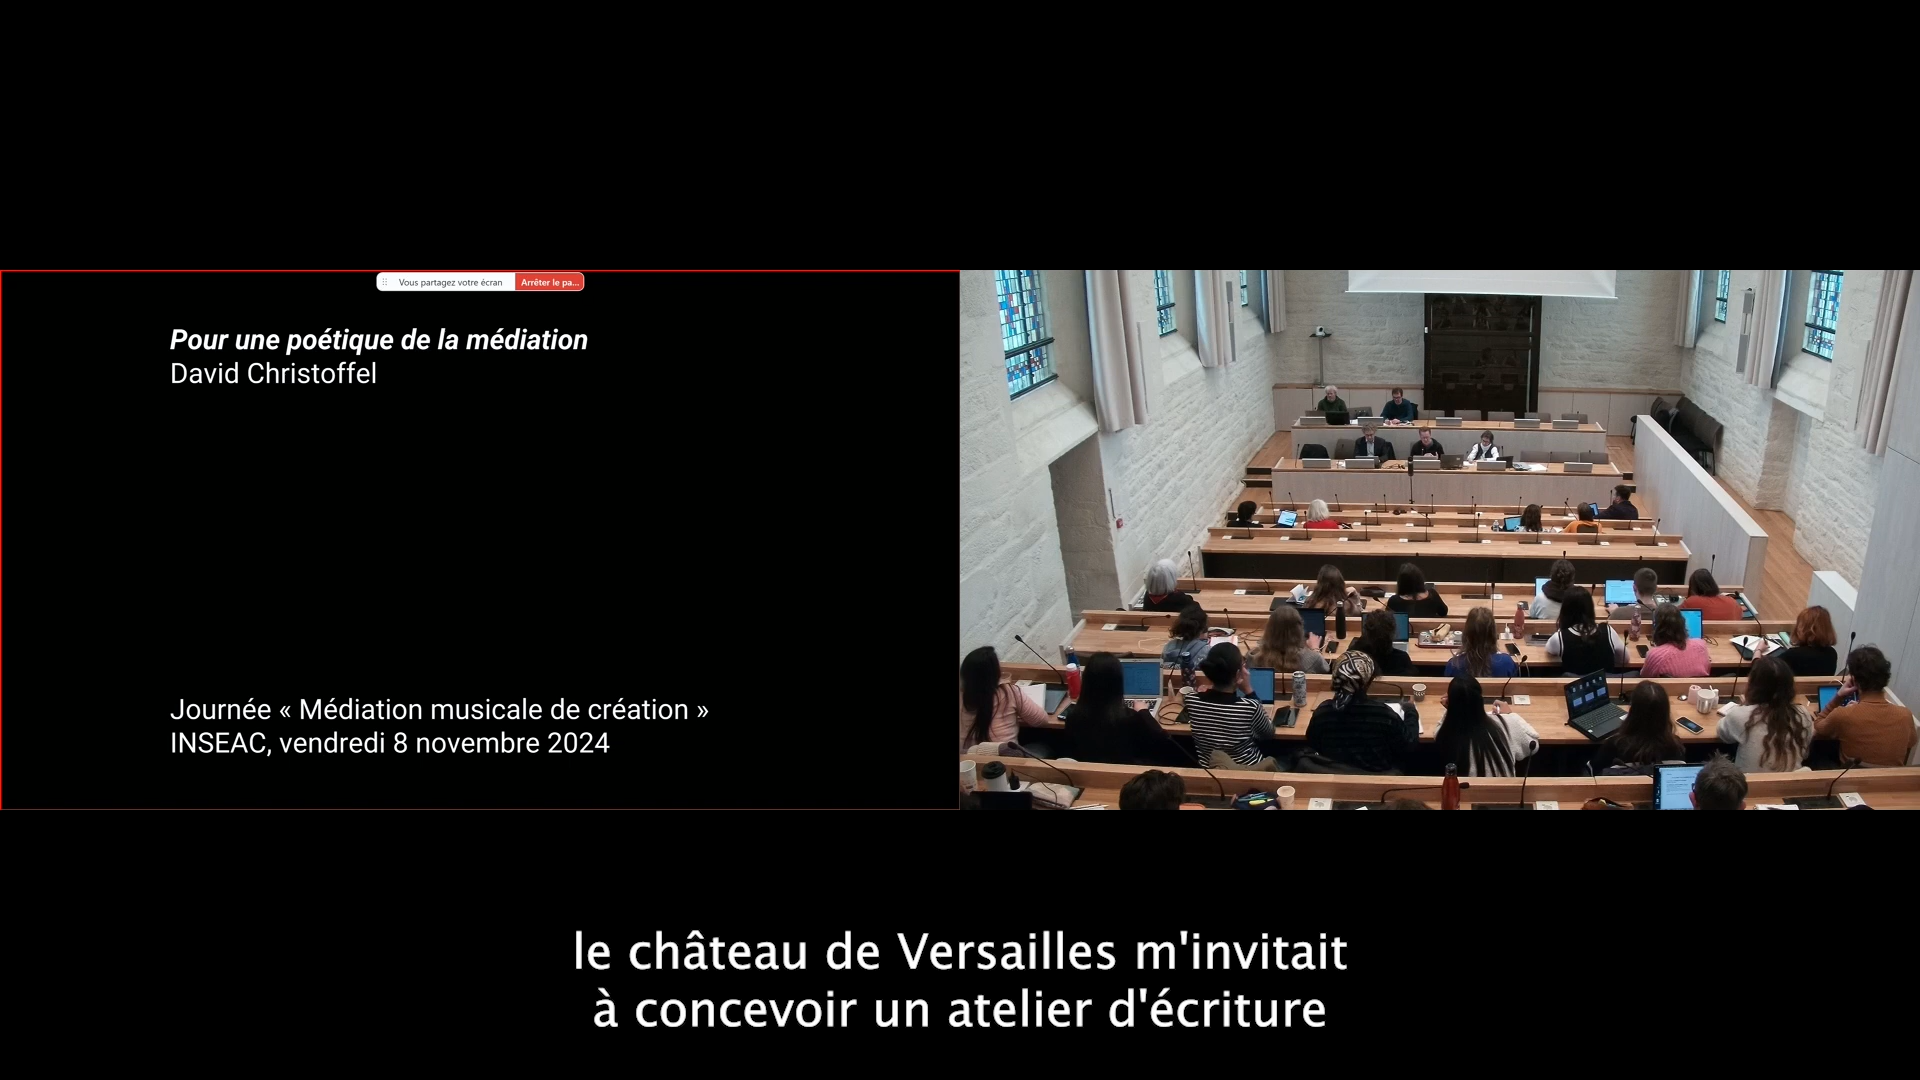 Vous partagez votre écran
Arrêter le pa...
Pour une poétique de la médiation
David Christoffel
Journée « Médiation musicale de création »
INSEAC, vendredi 8 novembre 2024
le château de Versailles m'invitait
à concevoir un atelier d'écriture